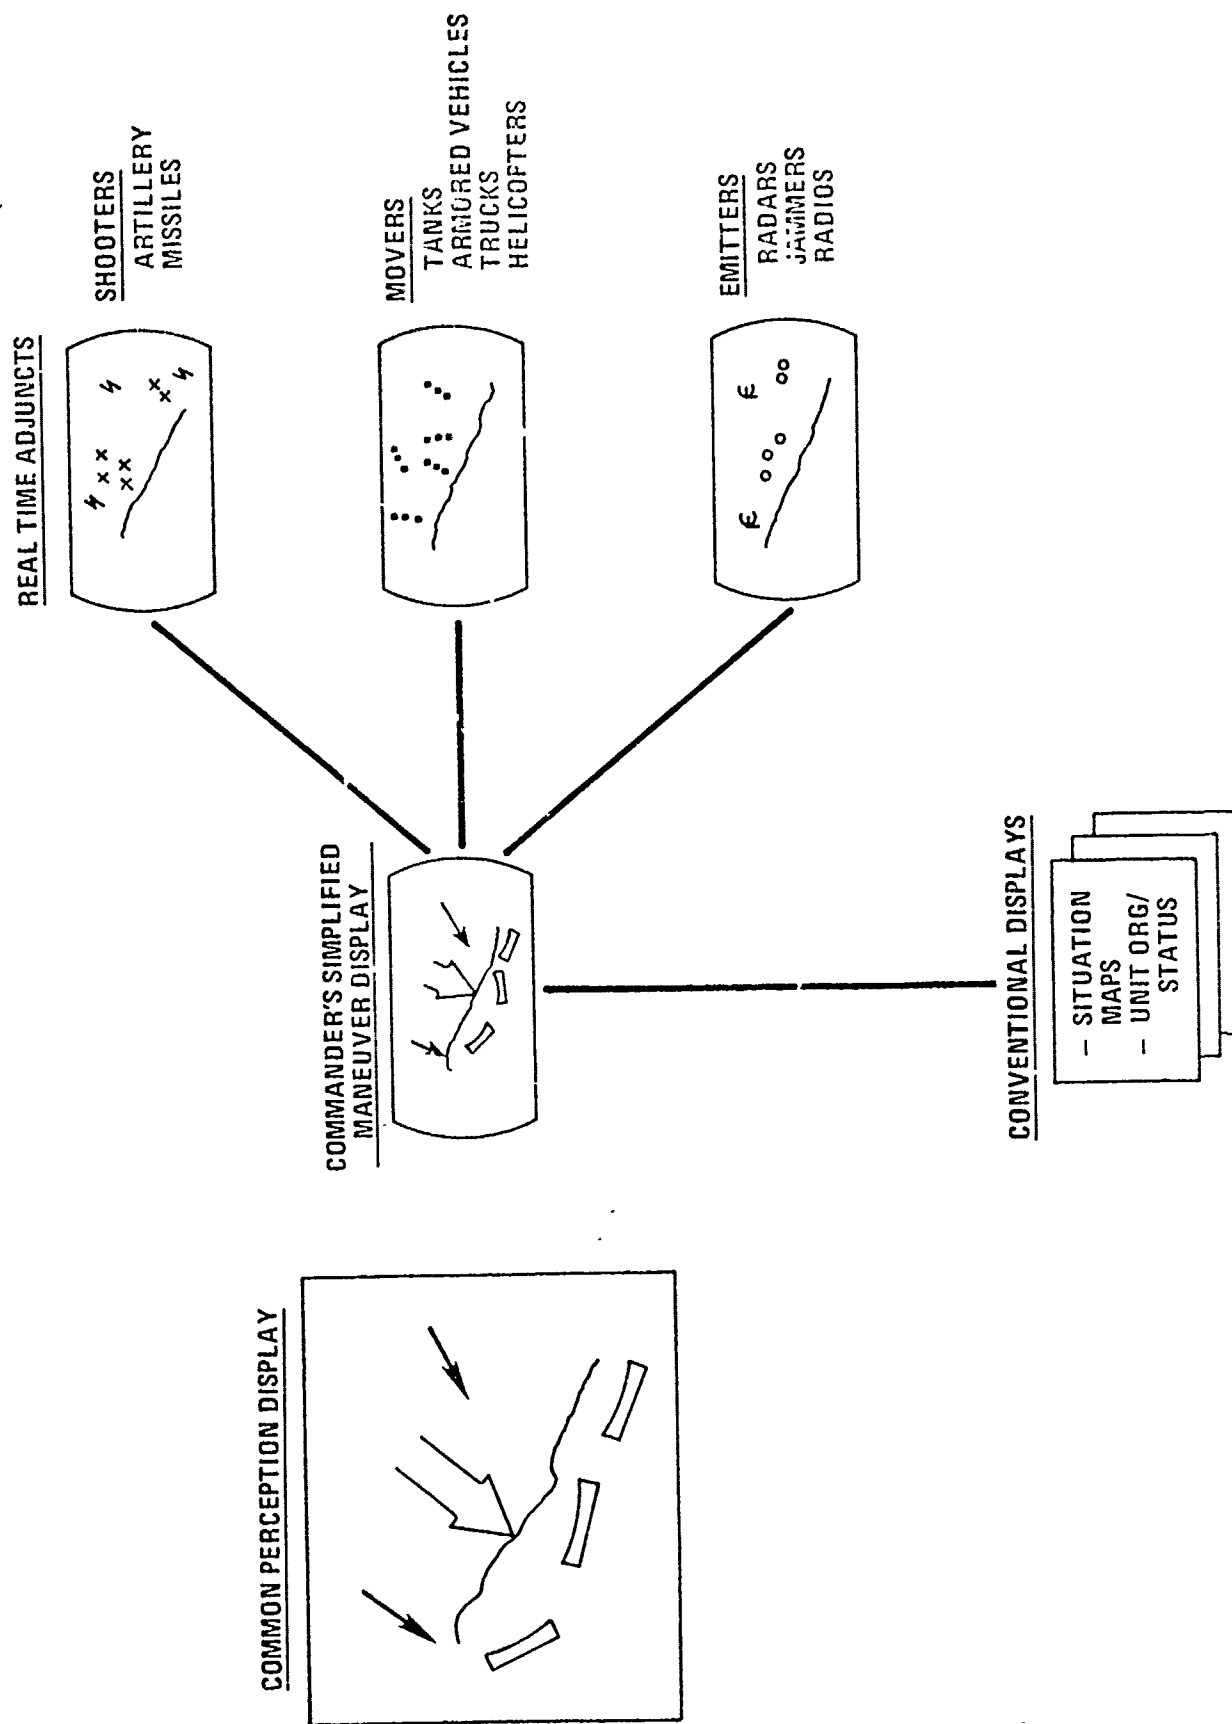 REAL TIME ADJUNCTS
SHOOTERS
ARTILLERY
MISSILES
COMMON PERCEPTION DISPLAY
COMMANDER'S SIMPLIFIED
MANEUVER DISPLAY
MOVERS
TANKS
ARMORED VEHICLES
TRUCKS
HELICOPTERS
EMITTERS
RADARS
JAMMERS
RADIOS
CONVENTIONAL DISPLAYS
– SITUATION
MAPS
– UNIT ORG/
STATUS